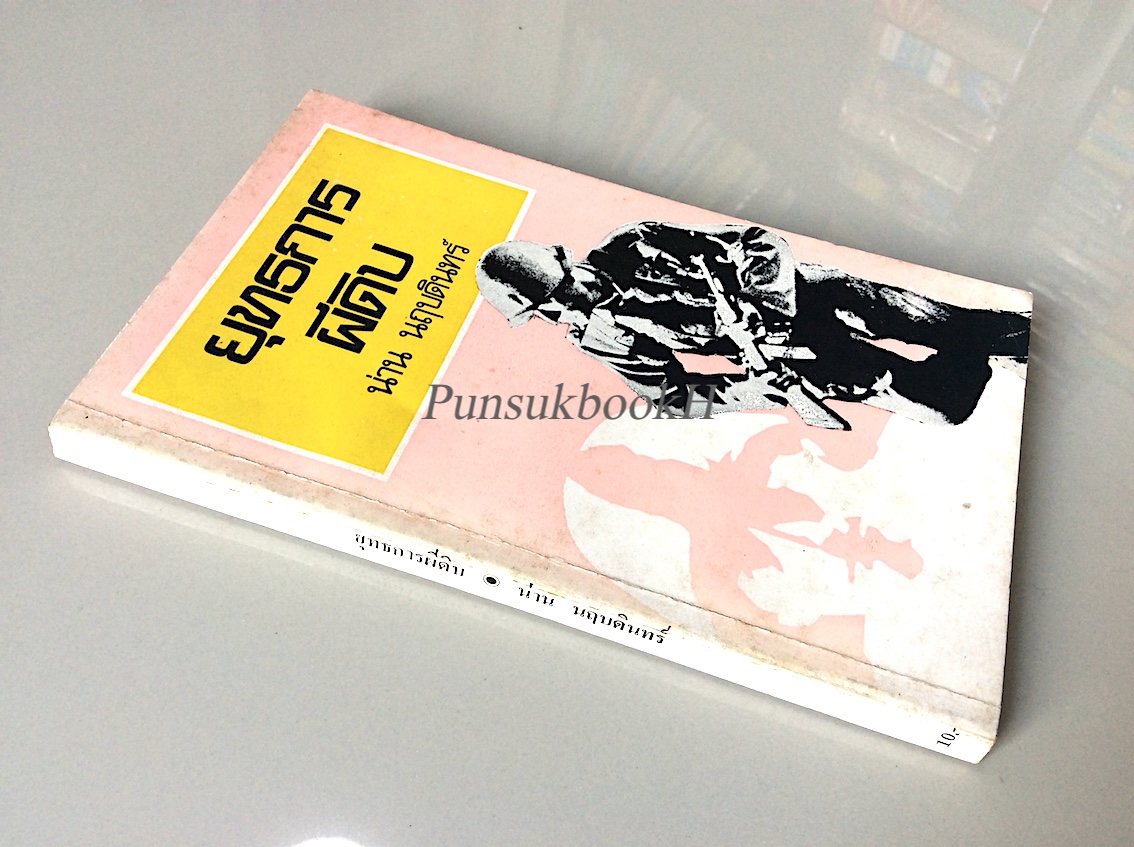 ยุทธการ
ผีดิบ
น่าน นฤบดินทร์
PunsukbookH
ยุทธการผีดิบ ● น่าน นฤบดินทร์
10.-